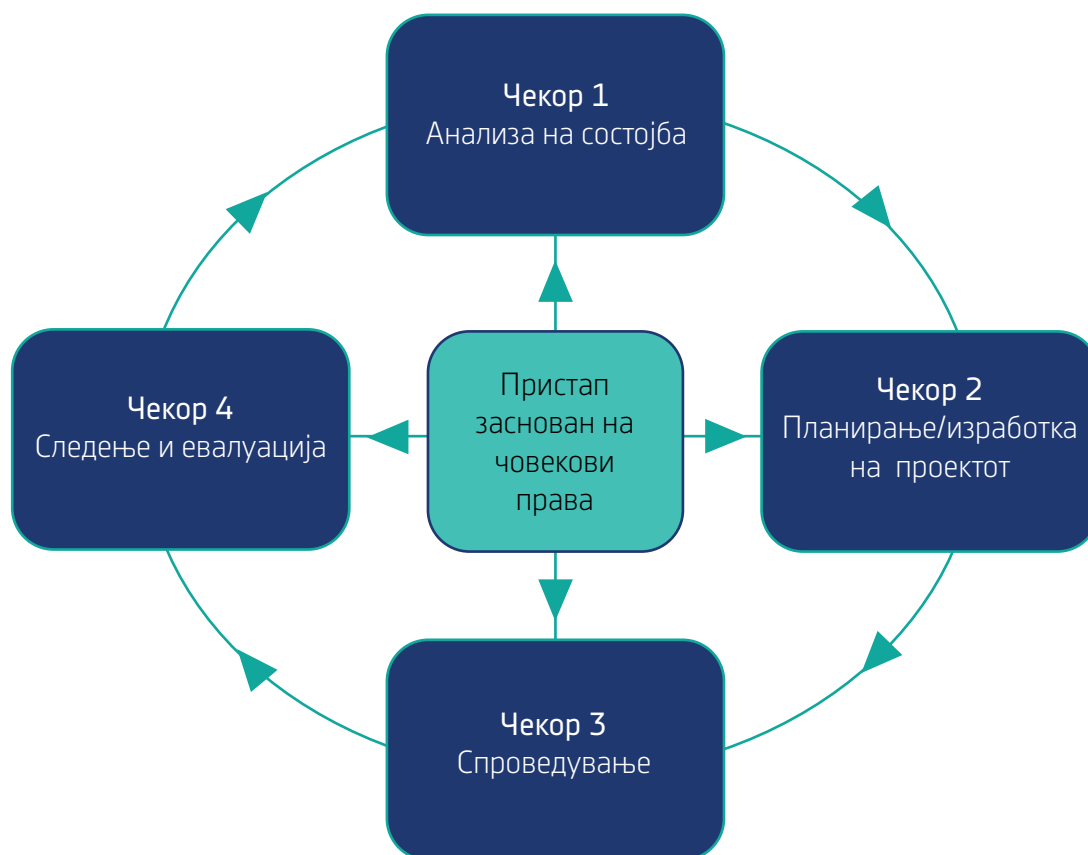 Чекор 1
Анализа на состојба
Чекор 4
Следење и евалуација
Пристап
заснован на
човекови
права
Чекор 2
Планирање/изработка
на проектот
Чекор 3
Спроведување